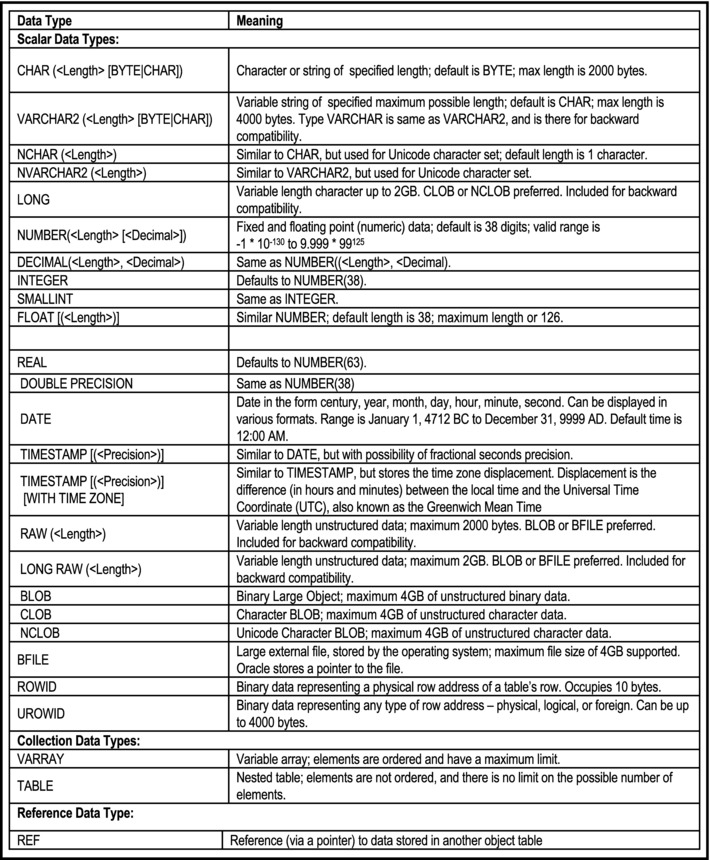 Data Type Meaning
Scalar Data Types:
CHAR (<Length> [BYTE|CHAR]) Character or string of specified length; default is BYTE; max length is 2000 bytes.
VARCHAR2 (<Length> [BYTE|CHAR]) Variable string of specified maximum possible length; default is CHAR; max length is
4000 bytes. Type VARCHAR is same as VARCHAR2, and is there for backward
compatibility.
NCHAR (<Length>) Similar to CHAR, but used for Unicode character set; default length is 1 character.
NVARCHAR2 (<Length>) Similar to VARCHAR2, but used for Unicode character set.
LONG Variable length character up to 2GB. CLOB or NCLOB preferred. Included for backward
compatibility.
NUMBER(<Length> [<Decimal>]) Fixed and floating point (numeric) data; default is 38 digits; valid range is
-1 * 10-130 to 9.999 * 99125
DECIMAL(<Length>, <Decimal>) Same as NUMBER((<Length>, <Decimal).
INTEGER Defaults to NUMBER(38).
SMALLINT Same as INTEGER.
FLOAT [(<Length>)] Similar NUMBER; default length is 38; maximum length or 126.
REAL Defaults to NUMBER(63).
DOUBLE PRECISION Same as NUMBER(38)
DATE Date in the form century, year, month, day, hour, minute, second. Can be displayed in
various formats. Range is January 1, 4712 BC to December 31, 9999 AD. Default time is
12:00 AM.
TIMESTAMP [(<Precision>)] Similar to DATE, but with possibility of fractional seconds precision.
TIMESTAMP [(<Precision>)] Similar to TIMESTAMP, but stores the time zone displacement. Displacement is the
[WITH TIME ZONE] difference (in hours and minutes) between the local time and the Universal Time
Coordinate (UTC), also known as the Greenwich Mean Time
RAW (<Length>) Variable length unstructured data; maximum 2000 bytes. BLOB or BFILE preferred.
Included for backward compatibility.
LONG RAW (<Length>) Variable length unstructured data; maximum 2GB. BLOB or BFILE preferred. Included for
backward compatibility.
BLOB Binary Large Object; maximum 4GB of unstructured binary data.
CLOB Character BLOB; maximum 4GB of unstructured character data.
NCLOB Unicode Character BLOB; maximum 4GB of unstructured character data.
BFILE Large external file, stored by the operating system; maximum file size of 4GB supported.
Oracle stores a pointer to the file.
ROWID Binary data representing a physical row address of a table's row. Occupies 10 bytes.
UROWID Binary data representing any type of row address – physical, logical, or foreign. Can be up
to 4000 bytes.
Collection Data Types:
VARRAY Variable array; elements are ordered and have a maximum limit.
TABLE Nested table; elements are not ordered, and there is no limit on the possible number of
elements.
Reference Data Type:
REF Reference (via a pointer) to data stored in another object table